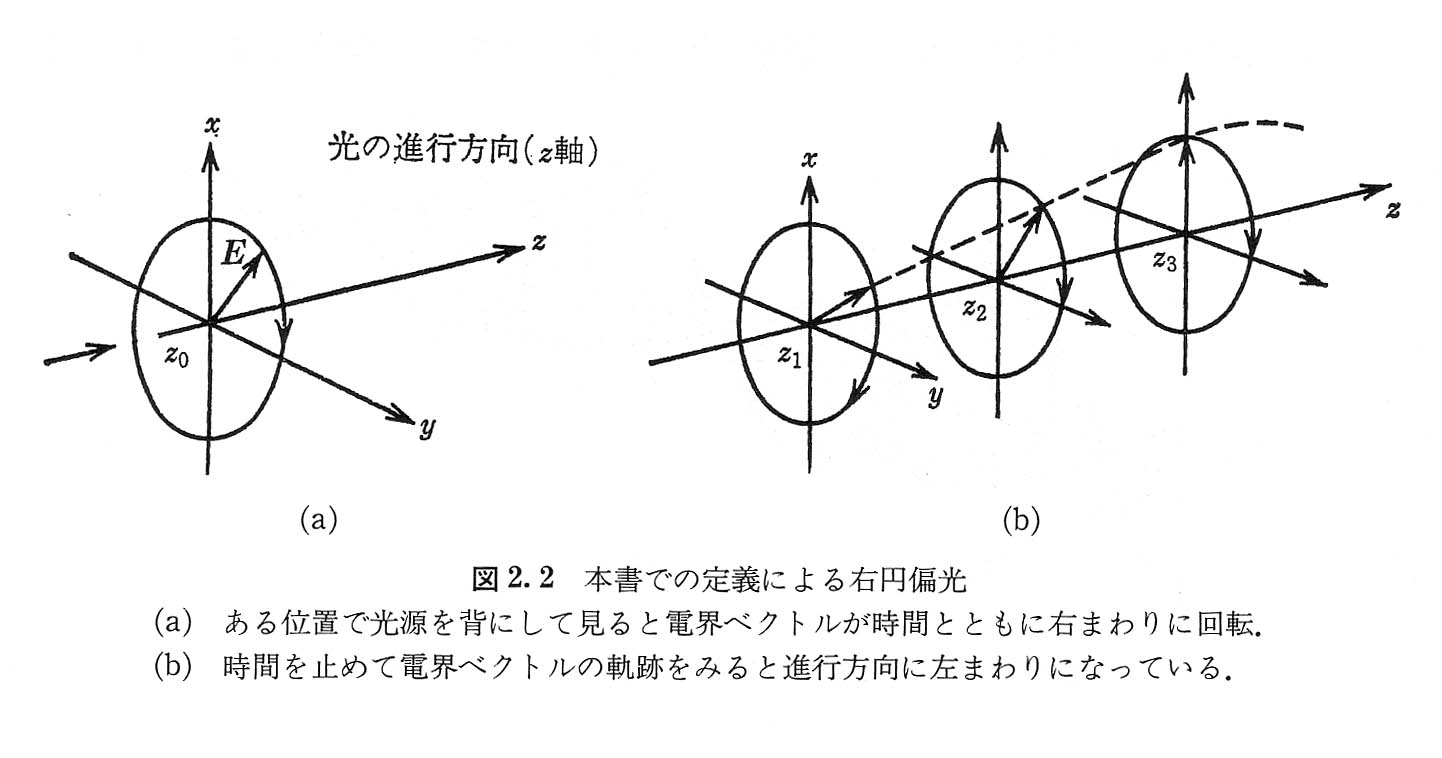 x
光の進行方向(z軸)
E
z
z0
y
(a)
x
z
z3
z2
z1
y
(b)
図2.2 本書での定義による右円偏光
(a) ある位置で光源を背にして見ると電界ベクトルが時間とともに右まわりに回転.
(b) 時間を止めて電界ベクトルの軌跡をみると進行方向に左まわりになっている.